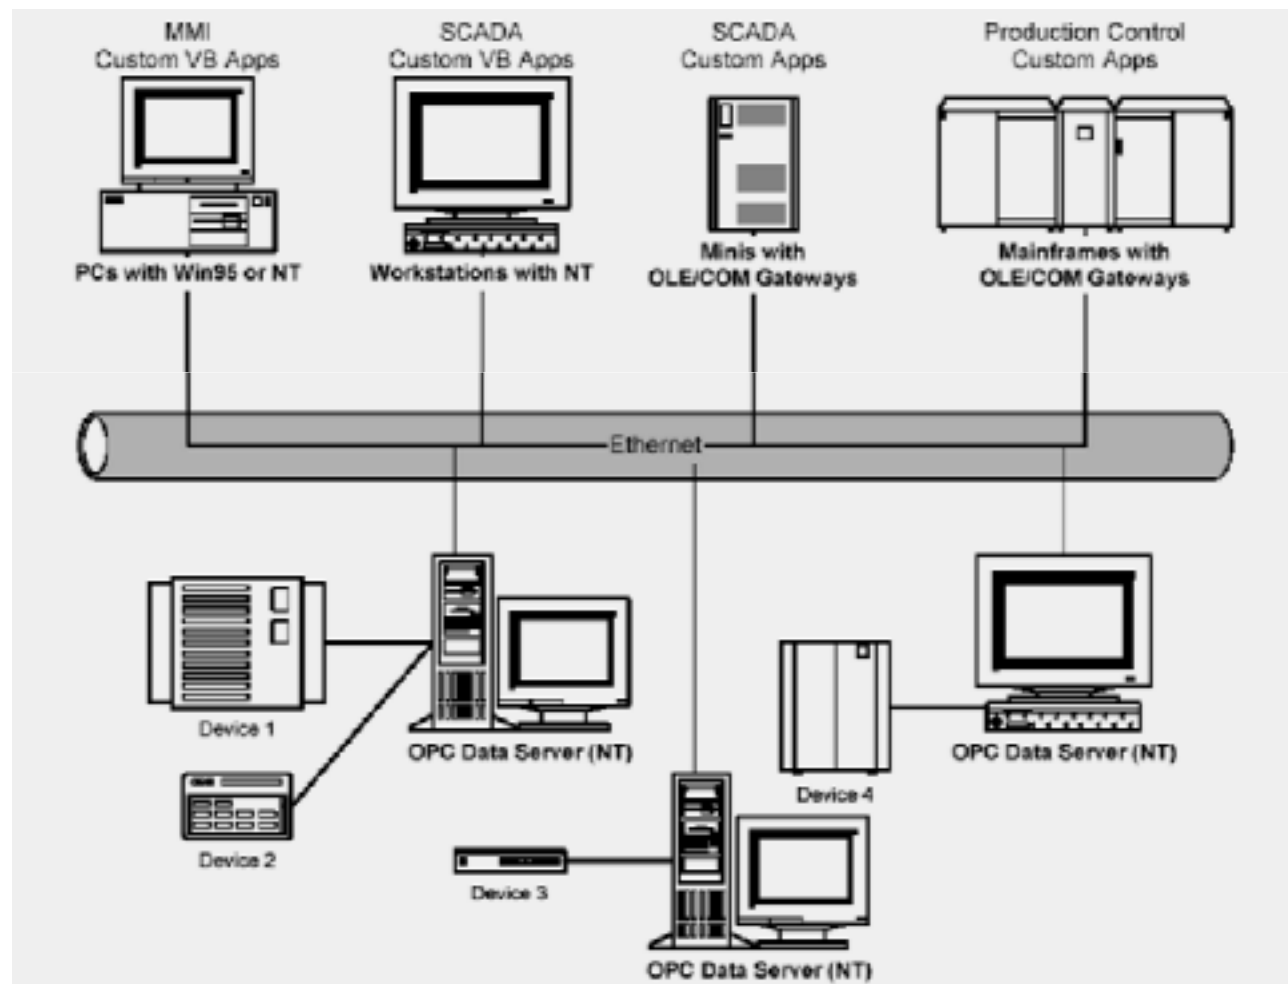 MMI
Custom VB Apps
SCADA
Custom VB Apps
SCADA
Custom Apps
Production Control
Custom Apps
PCs with Win95 or NT
Workstations with NT
Minis with
OLE/COM Gateways
Mainframes with
OLE/COM Gateways
Ethernet
Device 1
OPC Data Server (NT)
Device 2
Device 4
OPC Data Server (NT)
Device 3
OPC Data Server (NT)